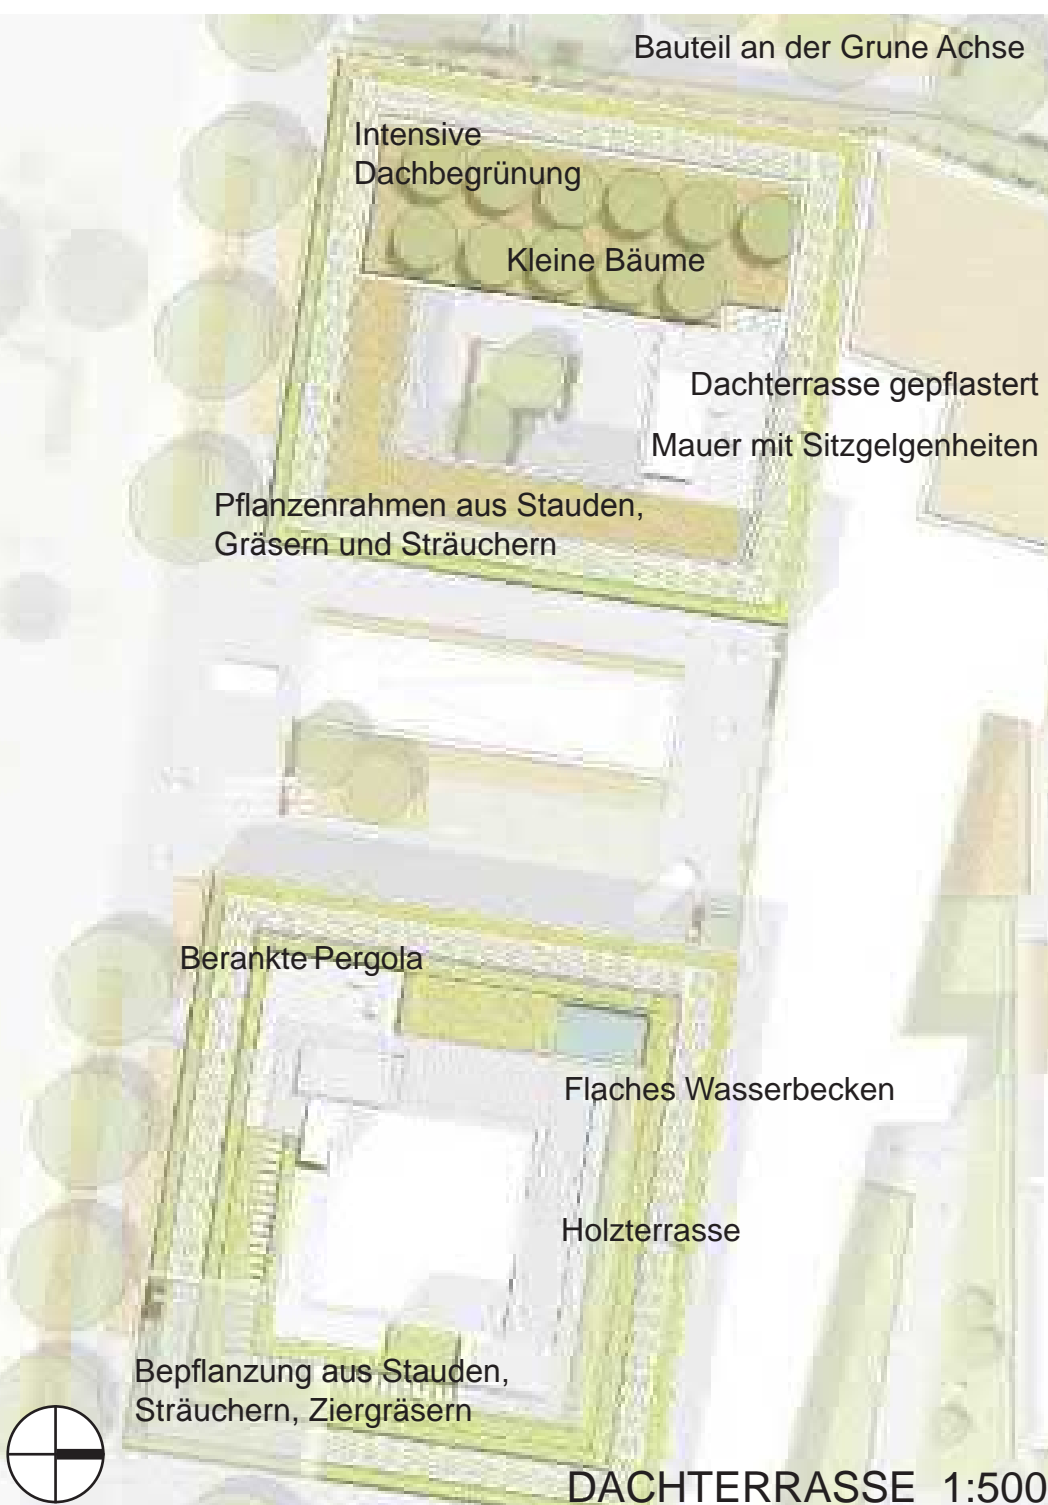 Bauteil an der Grune Achse
Intensive
Dachbegrünung
Kleine Bäume
Dachterrasse gepflastert
Mauer mit Sitzgelgenheiten
Pflanzenrahmen aus Stauden,
Gräsern und Sträuchern
Berankte Pergola
Flaches Wasserbecken
Holzterrasse
Bepflanzung aus Stauden,
Sträuchern, Ziergräsern
DACHTERRASSE 1:500